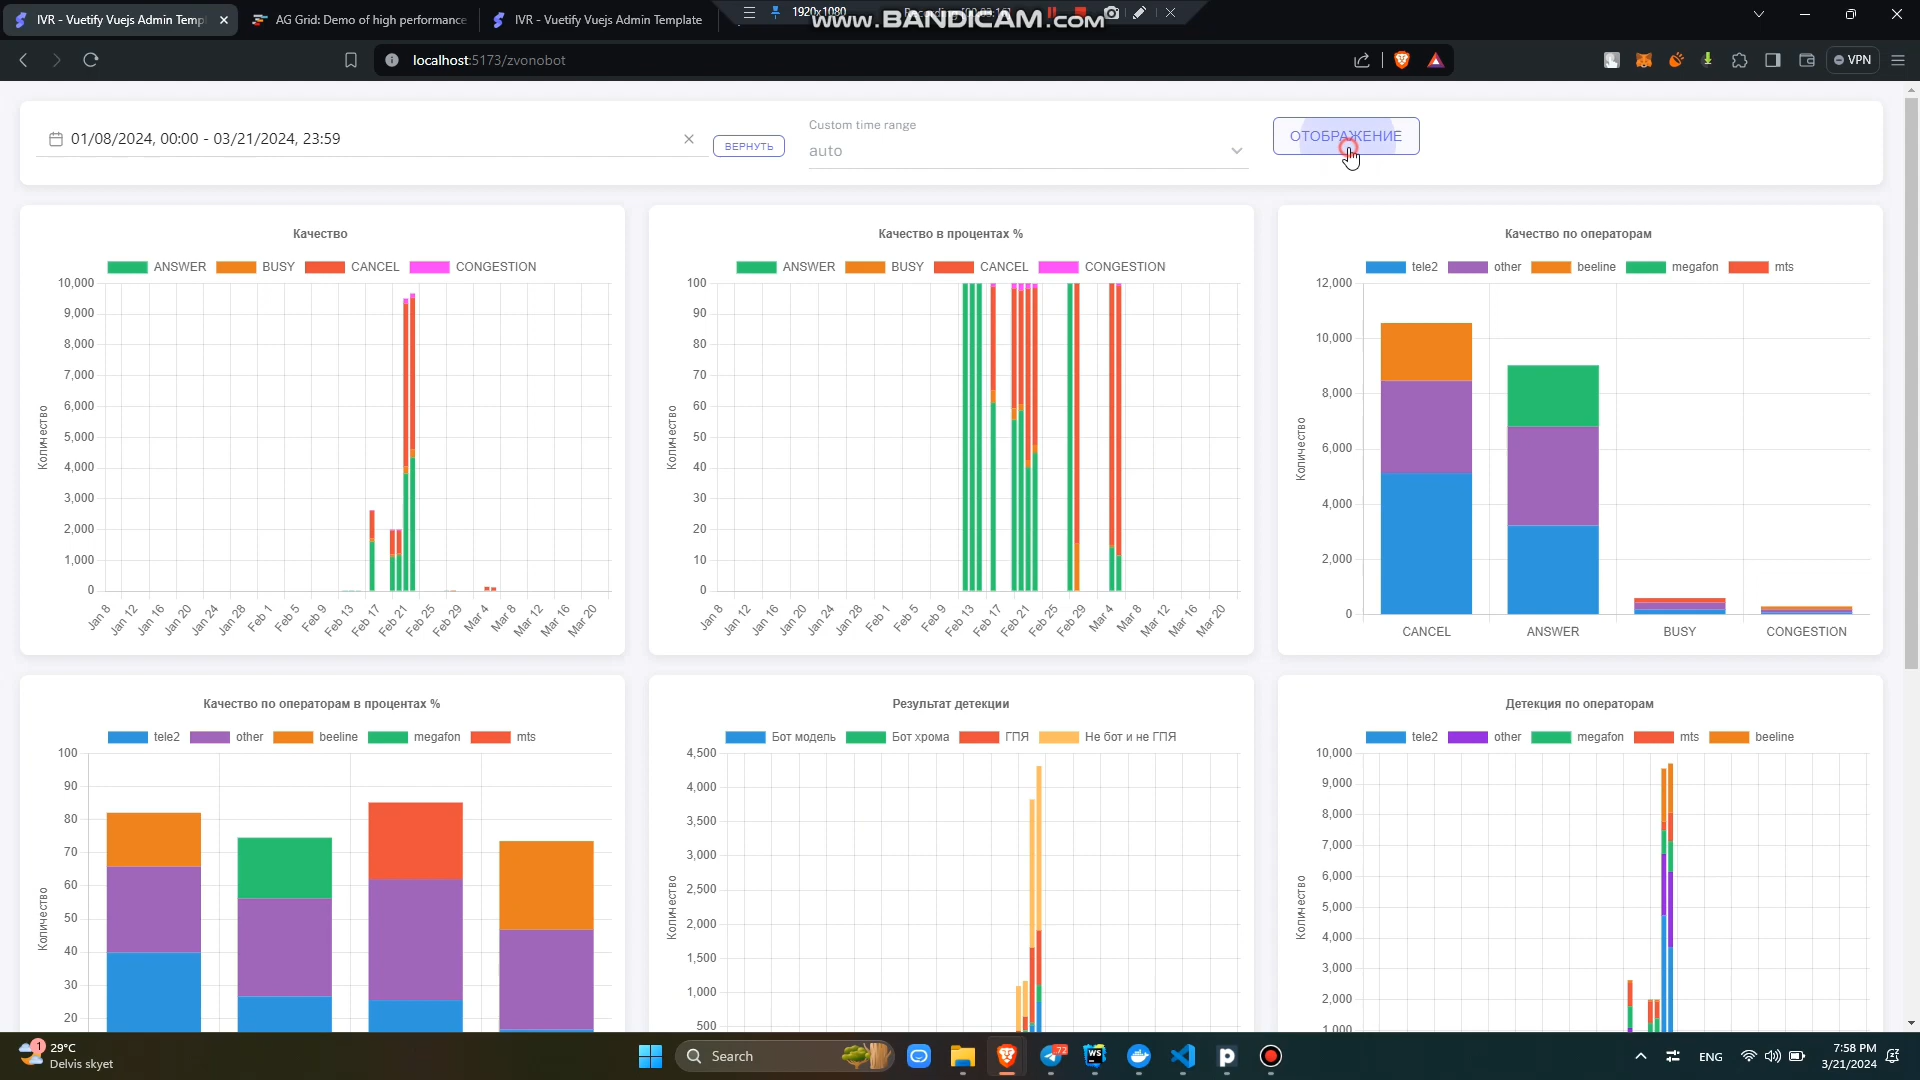 IVR - Vuetify Vuejs Admin Temp
AG Grid: Demo of high performance
IVR - Vuetify Vuejs Admin Template
1920x1080
www.BANDICAM.com
localhost:5173/zvonobot
VPN
01/08/2024, 00:00 - 03/21/2024, 23:59
ВЕРНУТЬ
Custom time range
auto
ОТОБРАЖЕНИЕ
Качество
ANSWER BUSY CANCEL CONGESTION
10,000
9,000
8,000
7,000
6,000
5,000
4,000
3,000
2,000
1,000
0
Количество
Jan 8 Jan 12 Jan 16 Jan 20 Jan 24 Jan 28 Feb 1 Feb 5 Feb 9 Feb 13 Feb 17 Feb 21 Feb 25 Feb 29 Mar 4 Mar 8 Mar 12 Mar 16 Mar 20
Качество в процентах %
ANSWER BUSY CANCEL CONGESTION
100
90
80
70
60
50
40
30
20
10
0
Количество
Jan 8 Jan 12 Jan 16 Jan 20 Jan 24 Jan 28 Feb 1 Feb 5 Feb 9 Feb 13 Feb 17 Feb 21 Feb 25 Feb 29 Mar 4 Mar 8 Mar 12 Mar 16 Mar 20
Качество по операторам
tele2 other beeline megafon mts
12,000
10,000
8,000
6,000
4,000
2,000
0
Количество
CANCEL ANSWER BUSY CONGESTION
Качество по операторам в процентах %
tele2 other beeline megafon mts
100
90
80
70
60
50
40
30
20
Количество
Результат детекции
Бот модель Бот хрома ГПЯ Не бот и не ГПЯ
4,500
4,000
3,500
3,000
2,500
2,000
1,500
1,000
500
Количество
Детекция по операторам
tele2 other megafon mts beeline
10,000
9,000
8,000
7,000
6,000
5,000
4,000
3,000
2,000
1,000
Количество
1
29°C
Delvis skyet
Search
72
WS
ENG
7:58 PM
3/21/2024